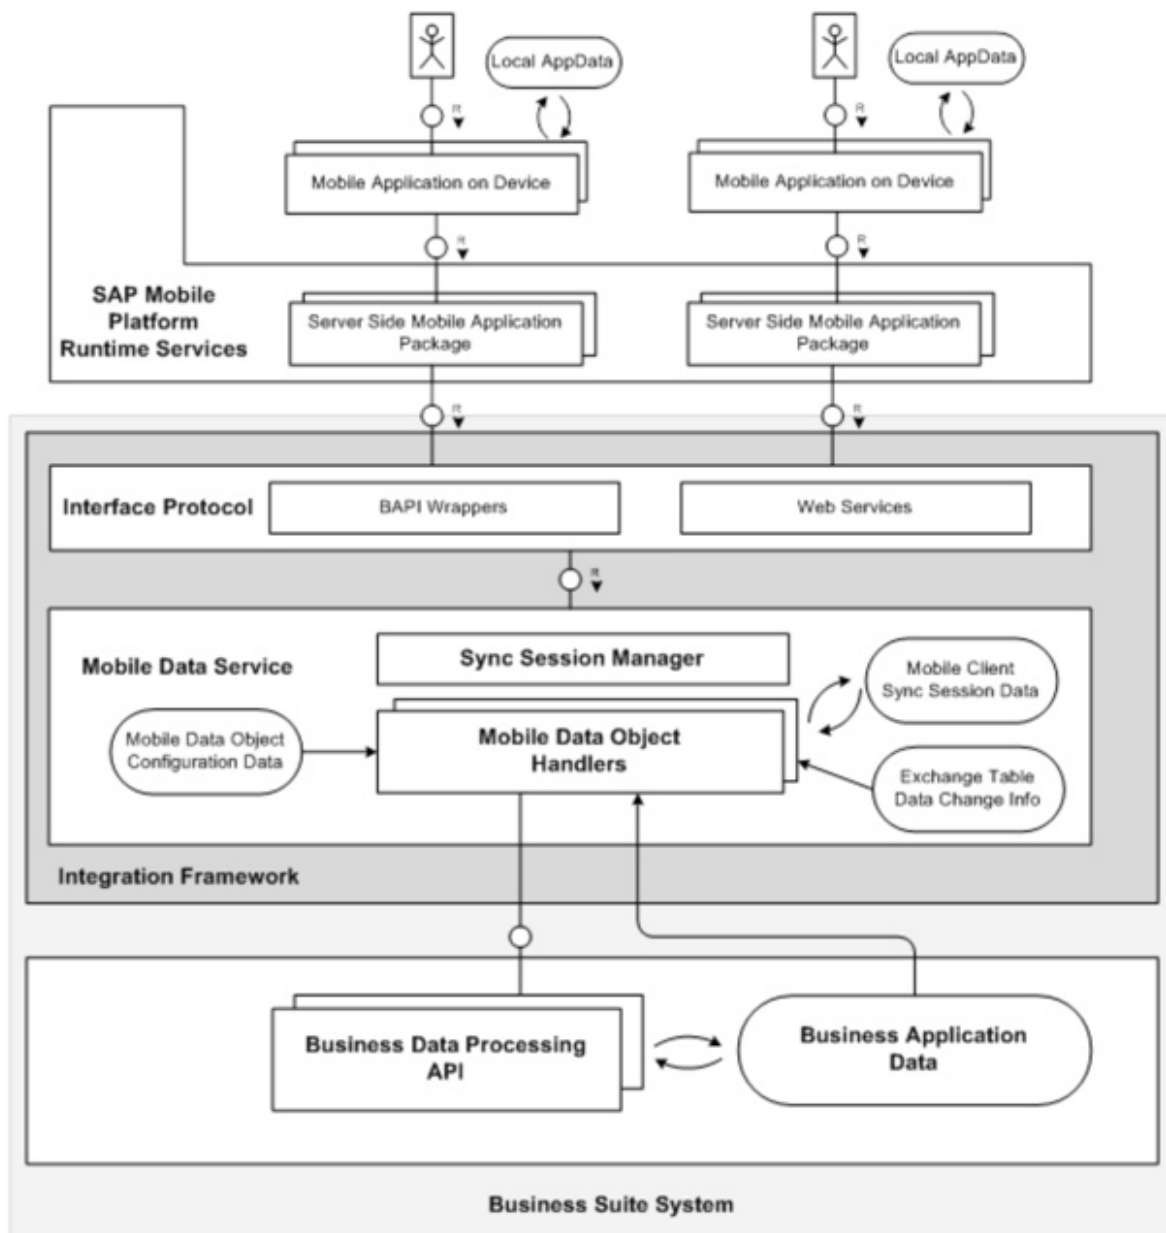 Local AppData
Local AppData
R
R
Mobile Application on Device
Mobile Application on Device
R
R
SAP Mobile
Platform
Runtime Services
Server Side Mobile Application
Package
Server Side Mobile Application
Package
R
R
Interface Protocol
BAPI Wrappers
Web Services
R
Mobile Data Service
Sync Session Manager
Mobile Client
Sync Session Data
Mobile Data Object
Configuration Data
Mobile Data Object
Handlers
Exchange Table
Data Change Info
Integration Framework
Business Data Processing
API
Business Application
Data
Business Suite System